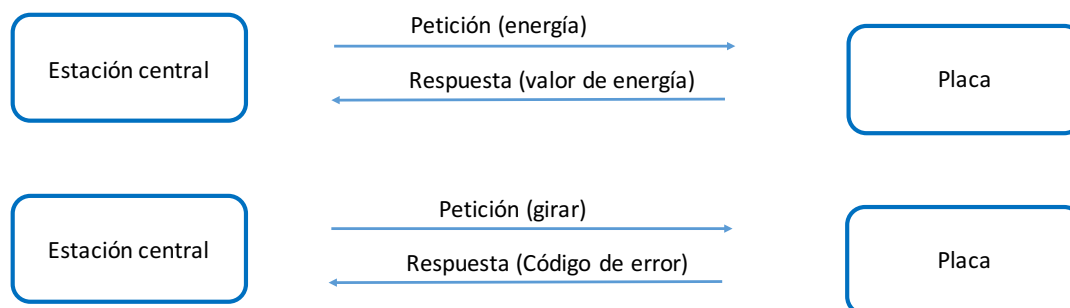 Petición (energía)
Estación central
Respuesta (valor de energía)
Placa
Petición (girar)
Estación central
Respuesta (Código de error)
Placa